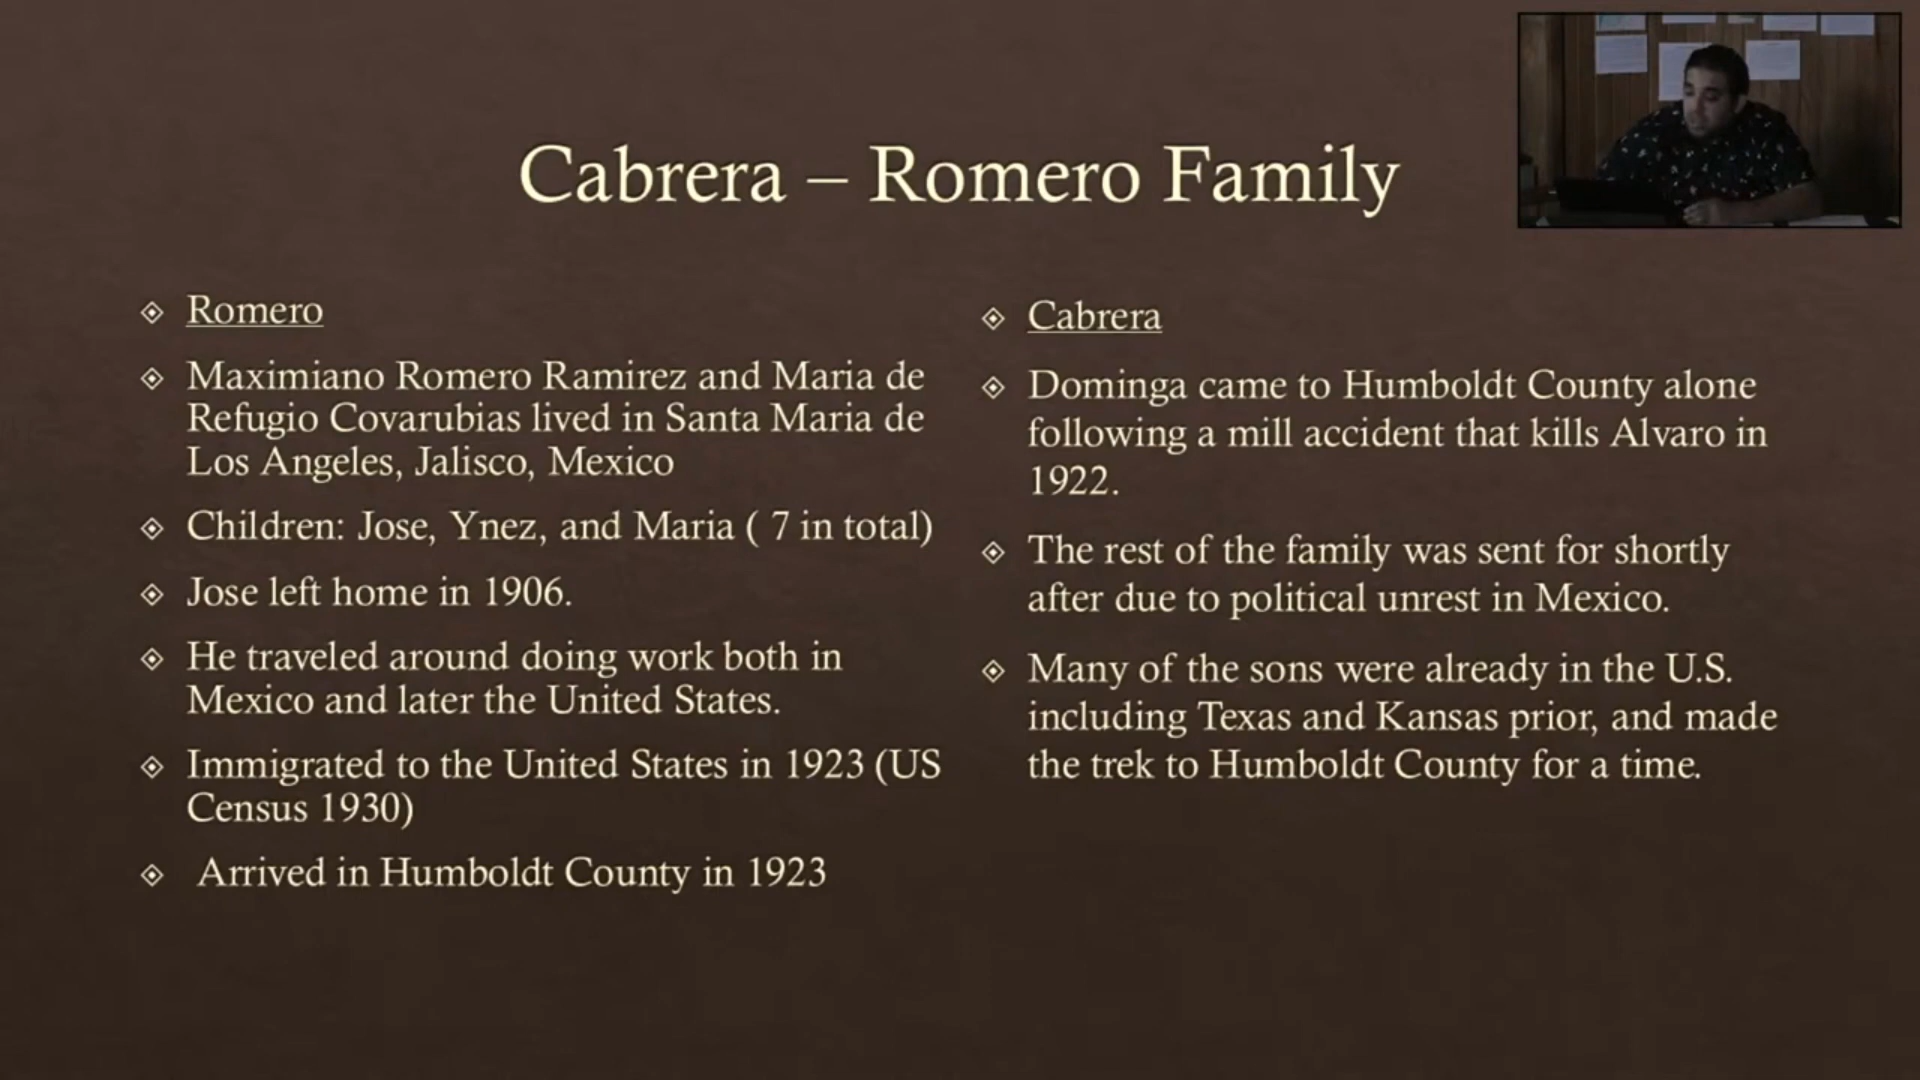 Cabrera – Romero Family
Romero
Maximiano Romero Ramirez and Maria de
Refugio Covarubias lived in Santa Maria de
Los Angeles, Jalisco, Mexico
Children: Jose, Ynez, and Maria ( 7 in total)
Jose left home in 1906.
He traveled around doing work both in
Mexico and later the United States.
Immigrated to the United States in 1923 (US
Census 1930)
Arrived in Humboldt County in 1923
Cabrera
Dominga came to Humboldt County alone
following a mill accident that kills Alvaro in
1922.
The rest of the family was sent for shortly
after due to political unrest in Mexico.
Many of the sons were already in the U.S.
including Texas and Kansas prior, and made
the trek to Humboldt County for a time.